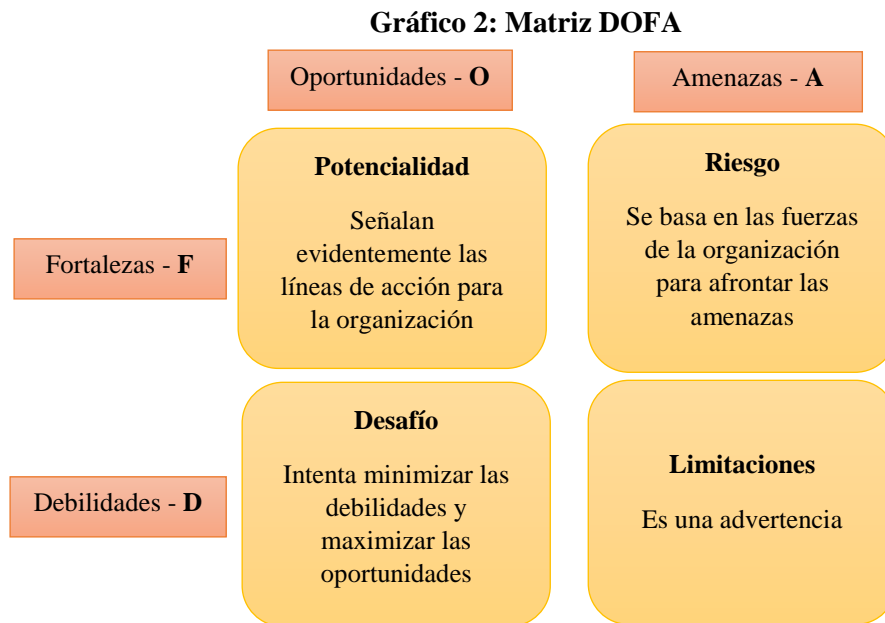 Gráfico 2: Matriz DOFA
Oportunidades - O
Amenazas - A
Fortalezas - F
Potencialidad
Señalan
evidentemente las
líneas de acción para
la organización
Riesgo
Se basa en las fuerzas
de la organización
para afrontar las
amenazas
Debilidades - D
Desafío
Intenta minimizar las
debilidades y
maximizar las
oportunidades
Limitaciones
Es una advertencia